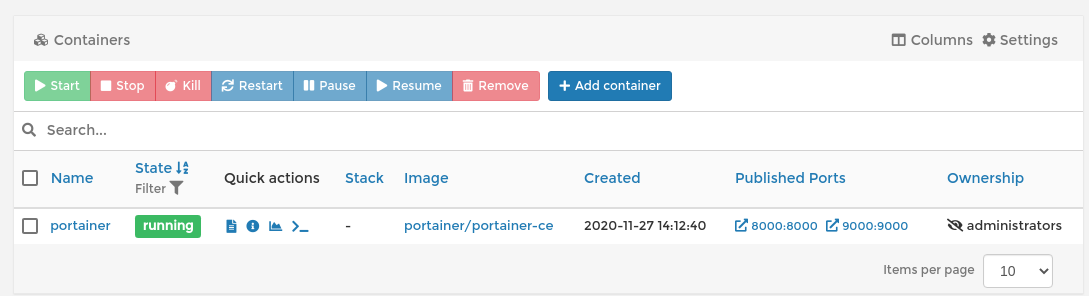 Containers Columns Settings
Start Stop Kill Restart Pause Resume Remove Add container
Search...
Name State Filter Quick actions Stack Image Created Published Ports Ownership
portainer running - portainer/portainer-ce 2020-11-27 14:12:40 8000:8000 9000:9000 administrators
Items per page 10